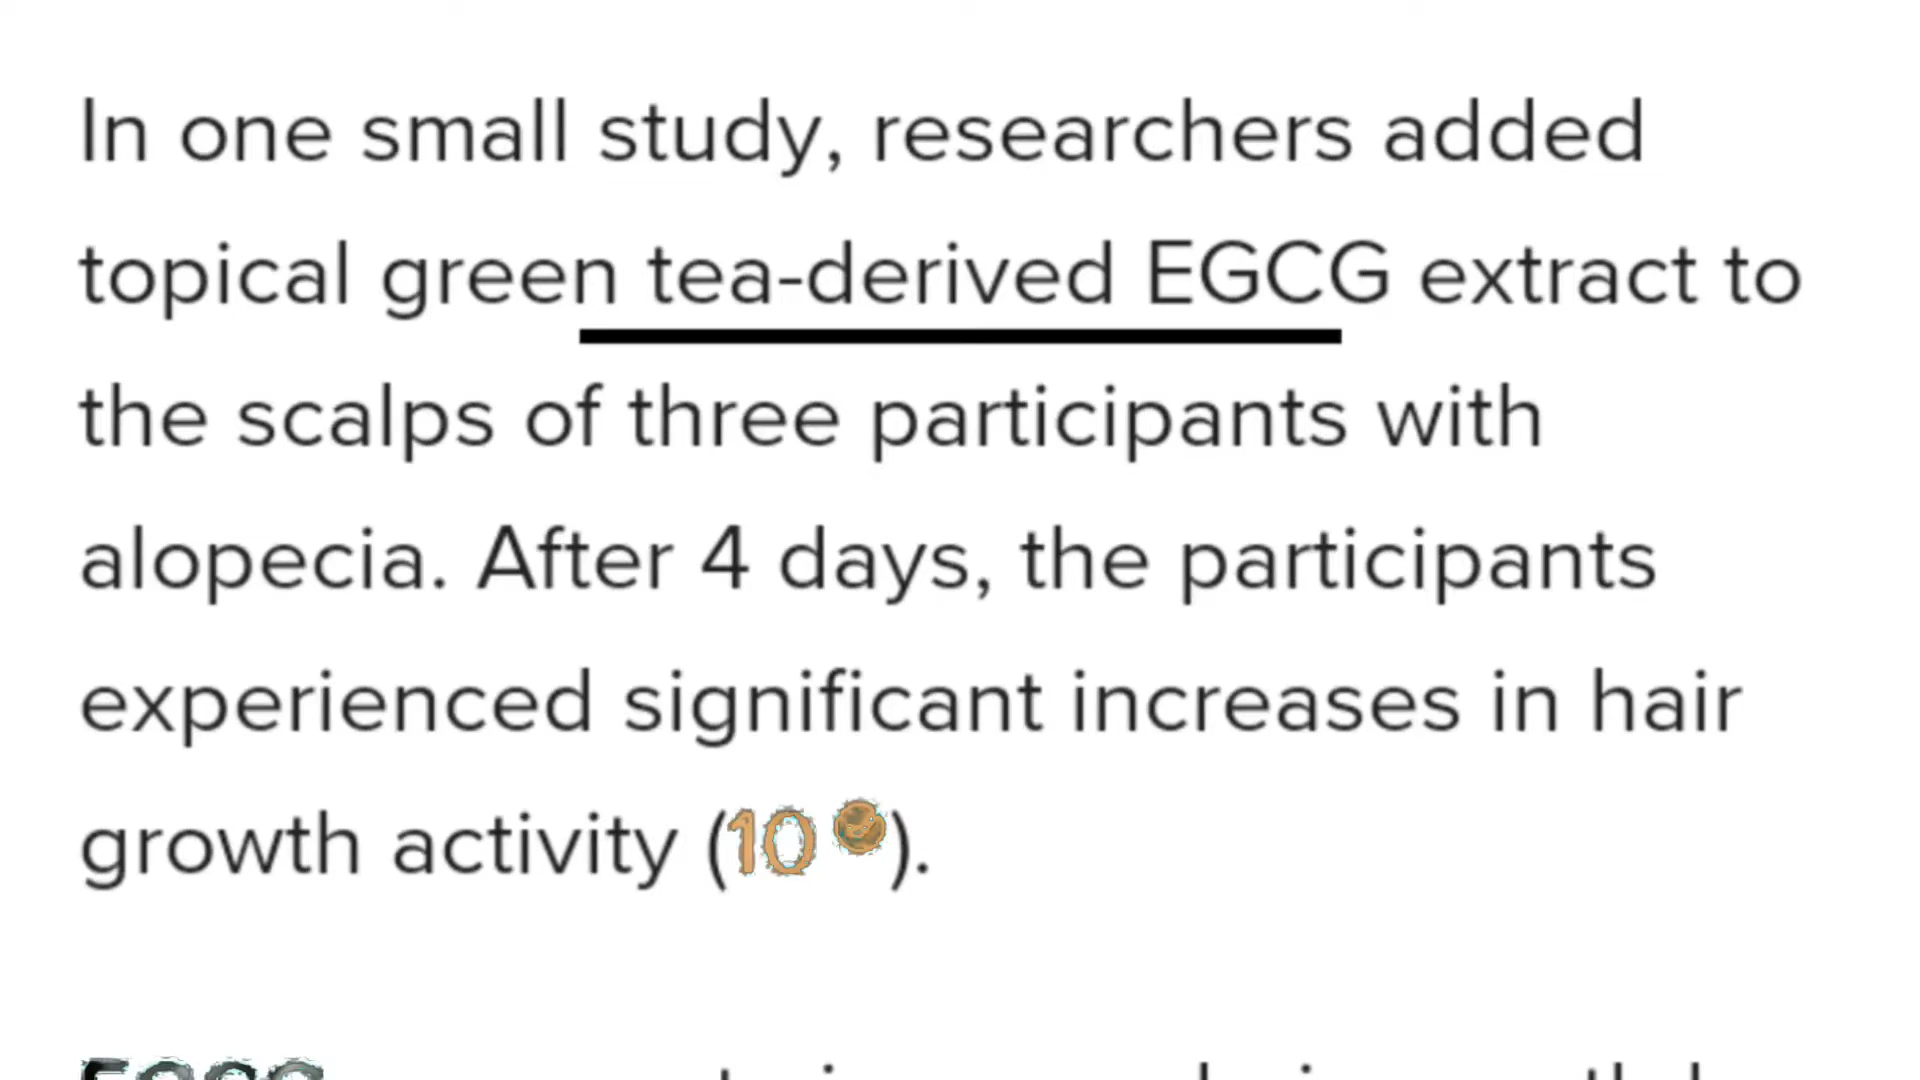 In one small study, researchers added
topical green tea-derived EGCG extract to
the scalps of three participants with
alopecia. After 4 days, the participants
experienced significant increases in hair
growth activity (10).